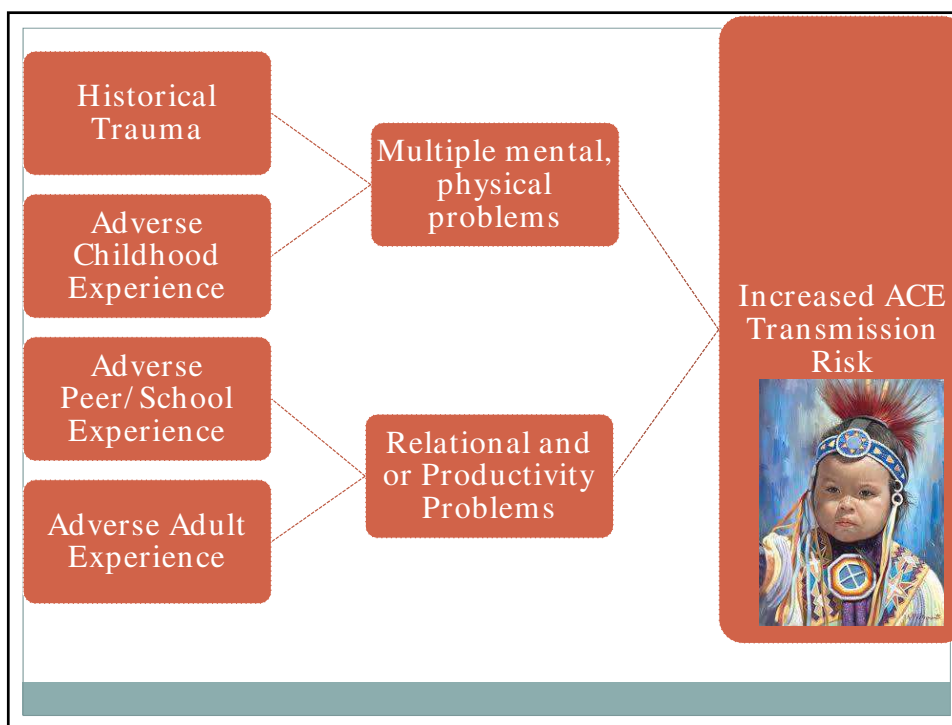 Historical
Trauma
Adverse
Childhood
Experience
Adverse
Peer/School
Experience
Adverse Adult
Experience
Multiple mental,
physical
problems
Relational and
or Productivity
Problems
Increased ACE
Transmission
Risk